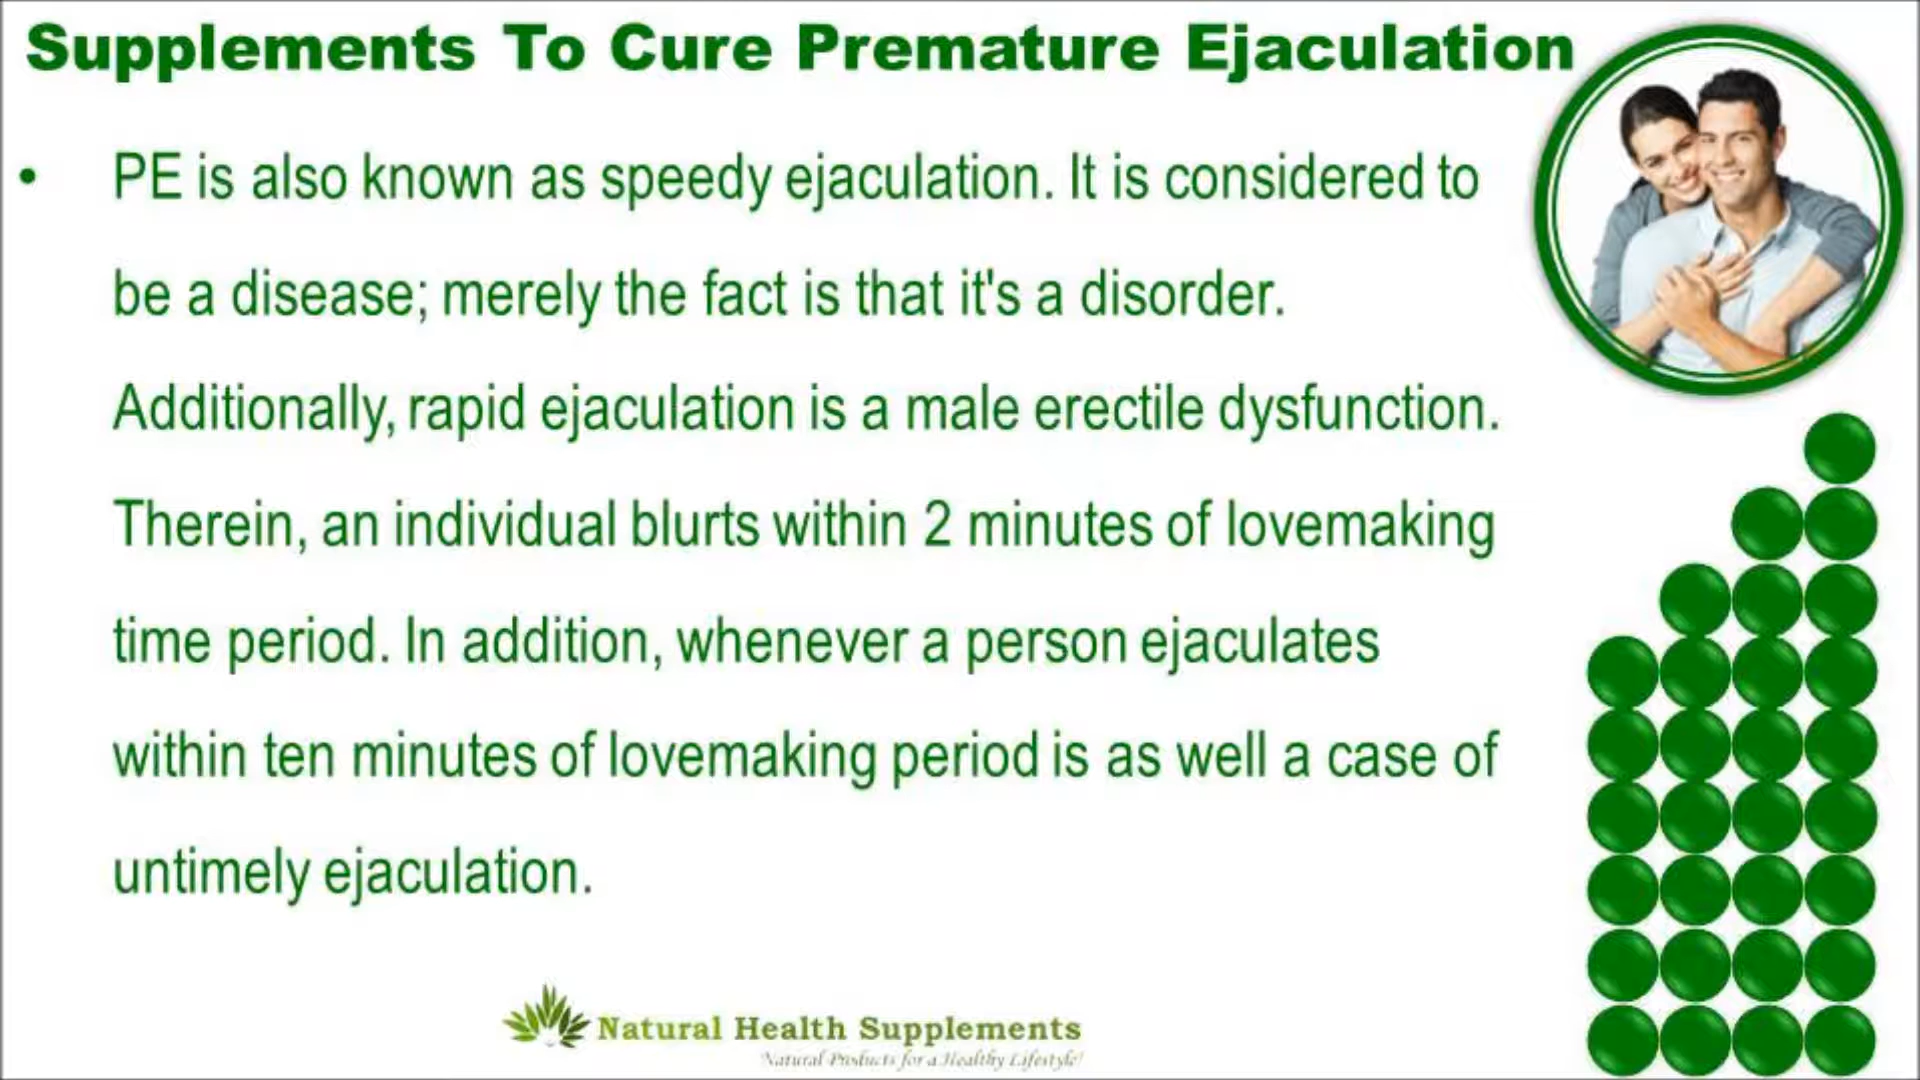 Supplements To Cure Premature Ejaculation
• PE is also known as speedy ejaculation. It is considered to
be a disease; merely the fact is that it's a disorder.
Additionally, rapid ejaculation is a male erectile dysfunction.
Therein, an individual blurts within 2 minutes of lovemaking
time period. In addition, whenever a person ejaculates
within ten minutes of lovemaking period is as well a case of
untimely ejaculation.
Natural Health Supplements
'Natural Products for a Healthy Lifestyle'